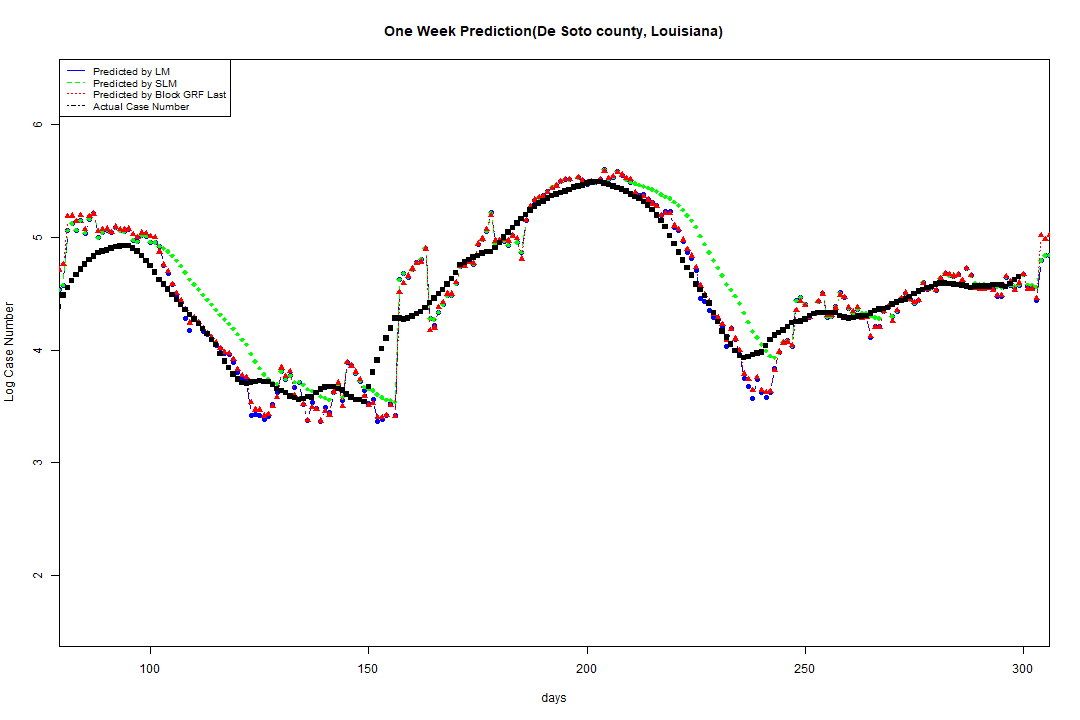 One Week Prediction(De Soto county, Louisiana)
Predicted by LM
Predicted by SLM
Predicted by Block GRF Last
Actual Case Number
Log Case Number
6
5
4
3
2
100 150 200 250 300
days